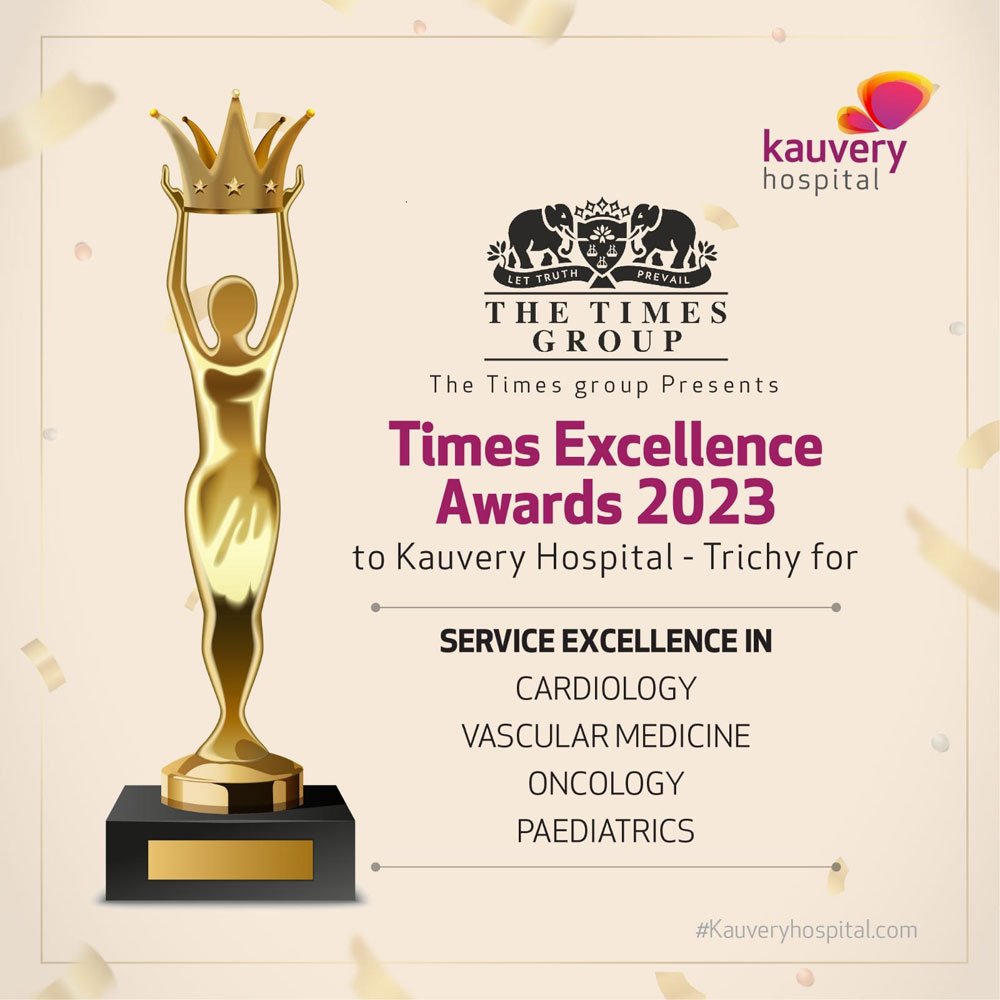 kauvery
hospital
LET TRUTH PREVAIL
THE TIMES
GROUP
The Times group Presents
Times Excellence
Awards 2023
to Kauvery Hospital - Trichy for
SERVICE EXCELLENCE IN
CARDIOLOGY
VASCULAR MEDICINE
ONCOLOGY
PAEDIATRICS
#Kauveryhospital.com